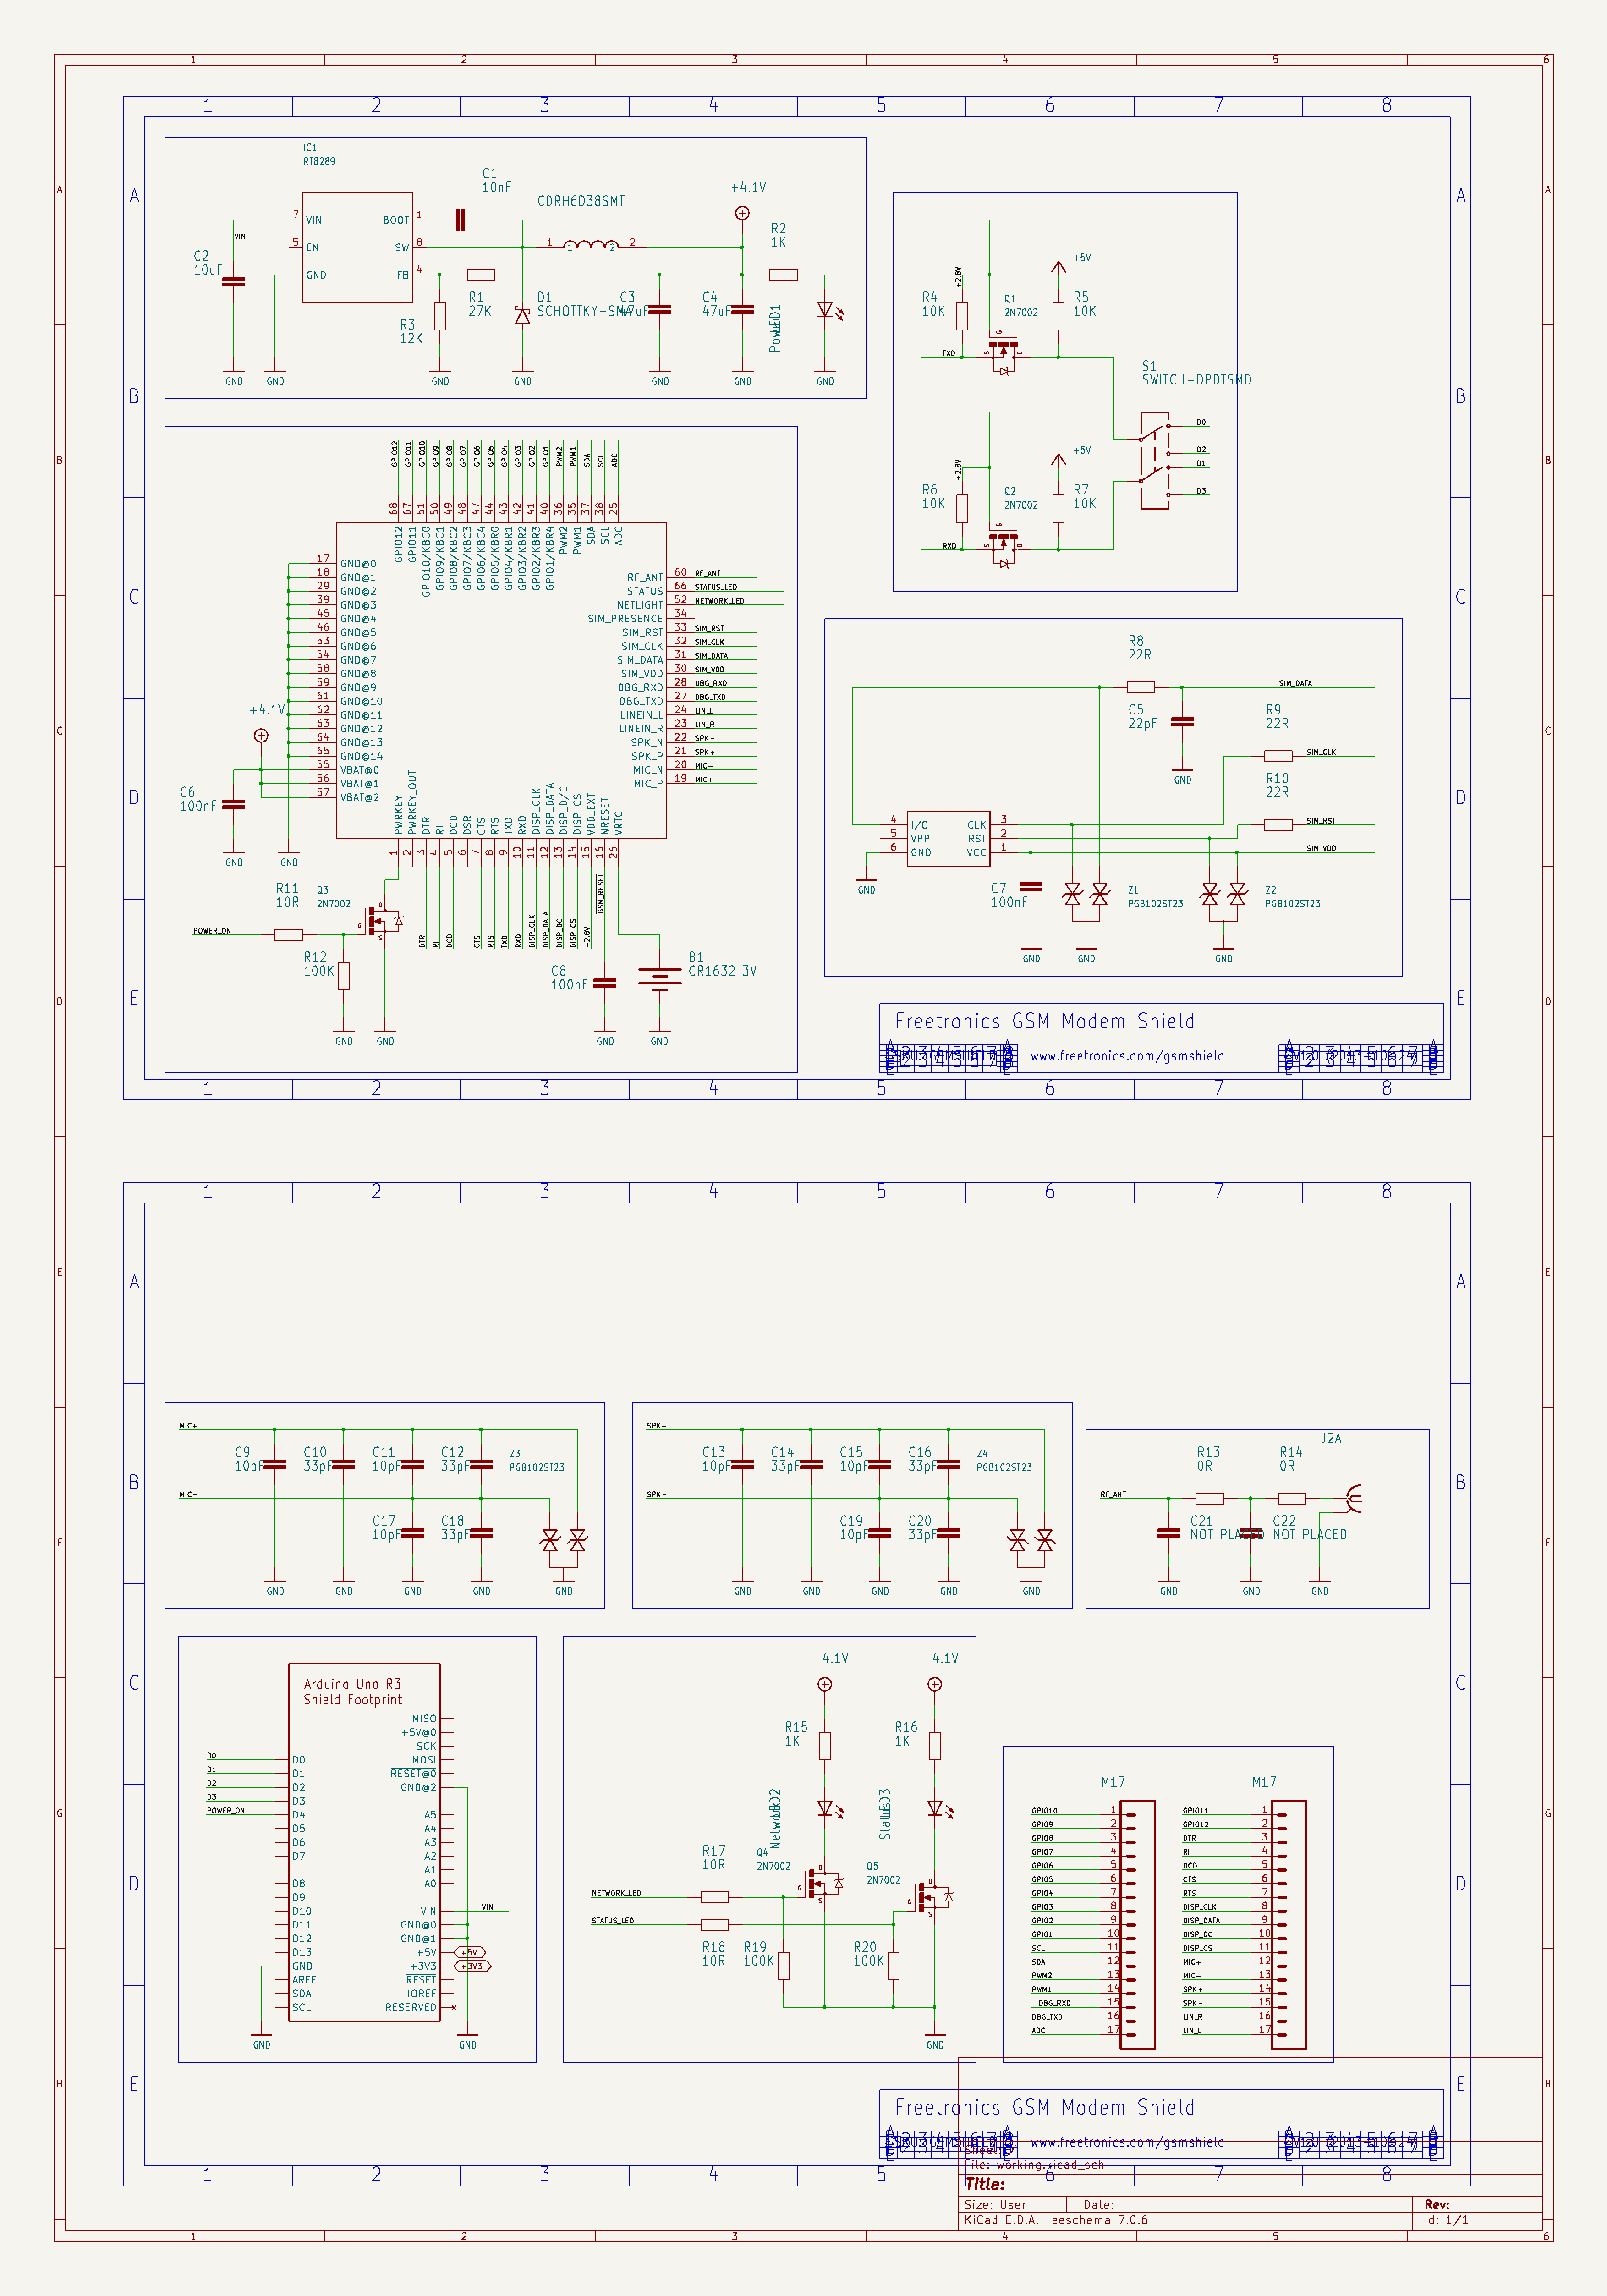 1 2 3 4 5 6
1 2 3 4 5 6 7 8
IC1
RT8289
7 VIN
5 EN
GND
BOOT 1
SW 8
FB 4
VIN
C2
10uF
C1
10nF
CDRH6D38SMT
1 1 2 2
+4.1V
R2
1K
R1
27K
R3
12K
D1
SCHOTTKY-SMA
C3
47uF
C4
47uF
LED1
Power
GND GND GND GND GND GND GND
+2.8V
R4
10K
Q1
2N7002
G
S
D
+5V
R5
10K
TXD
S1
SWITCH-DPDTSMD
D0
D2
D1
D3
+2.8V
R6
10K
Q2
2N7002
G
S
D
+5V
R7
10K
RXD
GPIO12 GPIO11 GPIO10 GPIO9 GPIO8 GPIO7 GPIO6 GPIO5 GPIO4 GPIO3 GPIO2 GPIO1 PWM2 PWM1 SDA SCL ADC
68 67 51 50 49 48 47 44 43 42 41 40 36 35 37 38 25
GPIO12 GPIO11 GPIO10/KBC0 GPIO9/KBC1 GPIO8/KBC2 GPIO7/KBC3 GPIO6/KBC4 GPIO5/KBR0 GPIO4/KBR1 GPIO3/KBR2 GPIO2/KBR3 GPIO1/KBR4 PWM2 PWM1 SDA SCL ADC
17 GND@0
18 GND@1
29 GND@2
39 GND@3
45 GND@4
46 GND@5
53 GND@6
54 GND@7
58 GND@8
59 GND@9
61 GND@10
62 GND@11
63 GND@12
64 GND@13
65 GND@14
55 VBAT@0
56 VBAT@1
57 VBAT@2
RF_ANT 60 RF_ANT
STATUS 66 STATUS_LED
NETLIGHT 52 NETWORK_LED
SIM_PRESENCE 34
SIM_RST 33 SIM_RST
SIM_CLK 32 SIM_CLK
SIM_DATA 31 SIM_DATA
SIM_VDD 30 SIM_VDD
DBG_RXD 28 DBG_RXD
DBG_TXD 27 DBG_TXD
LINEIN_L 24 LIN_L
LINEIN_R 23 LIN_R
SPK_N 22 SPK-
SPK_P 21 SPK+
MIC_N 20 MIC-
MIC_P 19 MIC+
+4.1V
C6
100nF
GND GND
PWRKEY PWRKEY_OUT DTR RI DCD DSR CTS RTS TXD RXD DISP_CLK DISP_DATA DISP_D/C DISP_CS VDD_EXT NRESET VRTC
1 2 3 4 5 6 7 8 9 10 11 12 13 14 15 16 26
DTR RI DCD CTS RTS TXD RXD DISP_CLK DISP_DATA DISP_DC DISP_CS +2.8V GSM_RESET
R11
10R
Q3
2N7002
G
D
S
POWER_ON
R12
100K
C8
100nF
B1
CR1632 3V
GND GND GND GND
R8
22R
SIM_DATA
C5
22pF
GND
R9
22R
SIM_CLK
R10
22R
SIM_RST
SIM_VDD
4 I/O
5 VPP
6 GND
CLK 3
RST 2
VCC 1
GND
C7
100nF
Z1
PGB102ST23
Z2
PGB102ST23
GND GND GND
Freetronics GSM Modem Shield
www.freetronics.com/gsmshield
1 2 3 4 5 6 7 8
A B C D E
A B C D E
1 2 3 4 5 6 7 8
MIC+
C9
10pF
C10
33pF
C11
10pF
C12
33pF
Z3
PGB102ST23
MIC-
C17
10pF
C18
33pF
GND GND GND GND GND
SPK+
C13
10pF
C14
33pF
C15
10pF
C16
33pF
Z4
PGB102ST23
SPK-
C19
10pF
C20
33pF
GND GND GND GND GND
R13
0R
R14
0R
J2A
RF_ANT
C21
NOT PLACED
C22
NOT PLACED
GND GND GND
Arduino Uno R3
Shield Footprint
MISO
+5V@0
SCK
MOSI
RESET@0
GND@2
A5
A4
A3
A2
A1
A0
VIN VIN
GND@0
GND@1
+5V +5V
+3V3 +3V3
RESET
IOREF
RESERVED
D0 D0
D1 D1
D2 D2
D3 D3
POWER_ON D4
D5
D6
D7
D8
D9
D10
D11
D12
D13
GND
AREF
SDA
SCL
GND GND
+4.1V +4.1V
R15
1K
R16
1K
LED2
Network
LED3
Status
Q4
2N7002
G
D
S
Q5
2N7002
G
D
S
R17
10R
NETWORK_LED
STATUS_LED
R18
10R
R19
100K
R20
100K
GND
M17
GPIO10 1
GPIO9 2
GPIO8 3
GPIO7 4
GPIO6 5
GPIO5 6
GPIO4 7
GPIO3 8
GPIO2 9
GPIO1 10
SCL 11
SDA 12
PWM2 13
PWM1 14
DBG_RXD 15
DBG_TXD 16
ADC 17
M17
GPIO11 1
GPIO12 2
DTR 3
RI 4
DCD 5
CTS 6
RTS 7
DISP_CLK 8
DISP_DATA 9
DISP_DC 10
DISP_CS 11
MIC+ 12
MIC- 13
SPK+ 14
SPK- 15
LIN_R 16
LIN_L 17
Freetronics GSM Modem Shield
www.freetronics.com/gsmshield
1 2 3 4 5 6 7 8
A B C D E
A B C D E
File: working.kicad_sch
Title:
Size: User
Date:
Rev:
KiCad E.D.A. eeschema 7.0.6
Id: 1/1
A B C D E F G H
A B C D E F G H
1 2 3 4 5 6